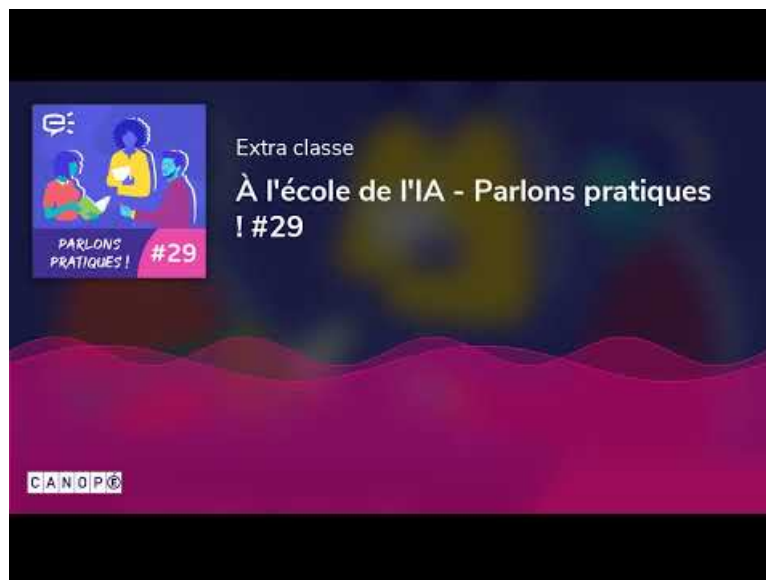 Extra classe
À l'école de l'IA - Parlons pratiques
! #29
PARLONS
PRATIQUES !
#29
CANOPÉ